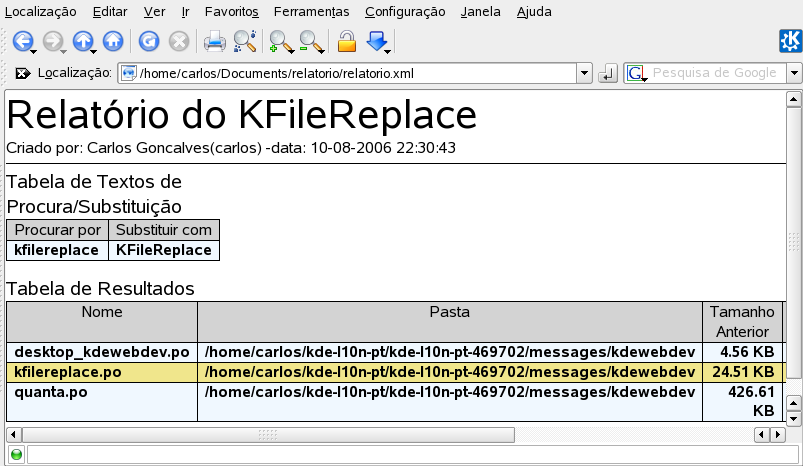 Localização Editar Ver Ir Favoritos Ferramentas Configuração Janela Ajuda
Localização: /home/carlos/Documents/relatorio/relatorio.xml G Pesquisa de Google
Relatório do KFileReplace
Criado por: Carlos Goncalves(carlos) -data: 10-08-2006 22:30:43
Tabela de Textos de
Procura/Substituição
Procurar por Substituir com
kfilereplace KFileReplace
Tabela de Resultados
Nome Pasta Tamanho
Anterior
desktop_kdewebdev.po /home/carlos/kde-l10n-pt/kde-l10n-pt-469702/messages/kdewebdev 4.56 KB
kfilereplace.po /home/carlos/kde-l10n-pt/kde-l10n-pt-469702/messages/kdewebdev 24.51 KB
quanta.po /home/carlos/kde-l10n-pt/kde-l10n-pt-469702/messages/kdewebdev 426.61
KB